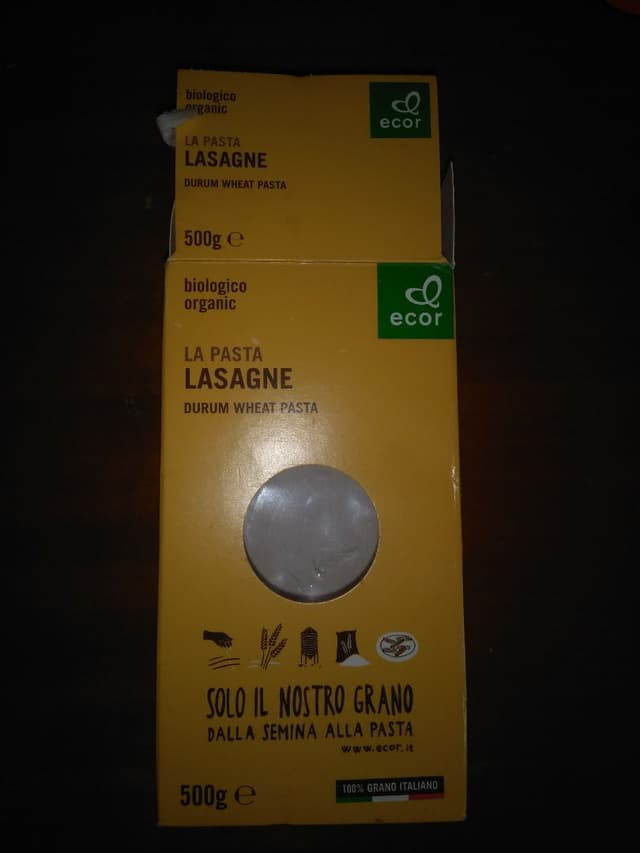 biologico
organic
ecor
LA PASTA
LASAGNE
DURUM WHEAT PASTA
500g ℮
biologico
organic
ecor
LA PASTA
LASAGNE
DURUM WHEAT PASTA
SOLO IL NOSTRO GRANO
DALLA SEMINA ALLA PASTA
www.ecor.it
500g ℮
100% GRANO ITALIANO